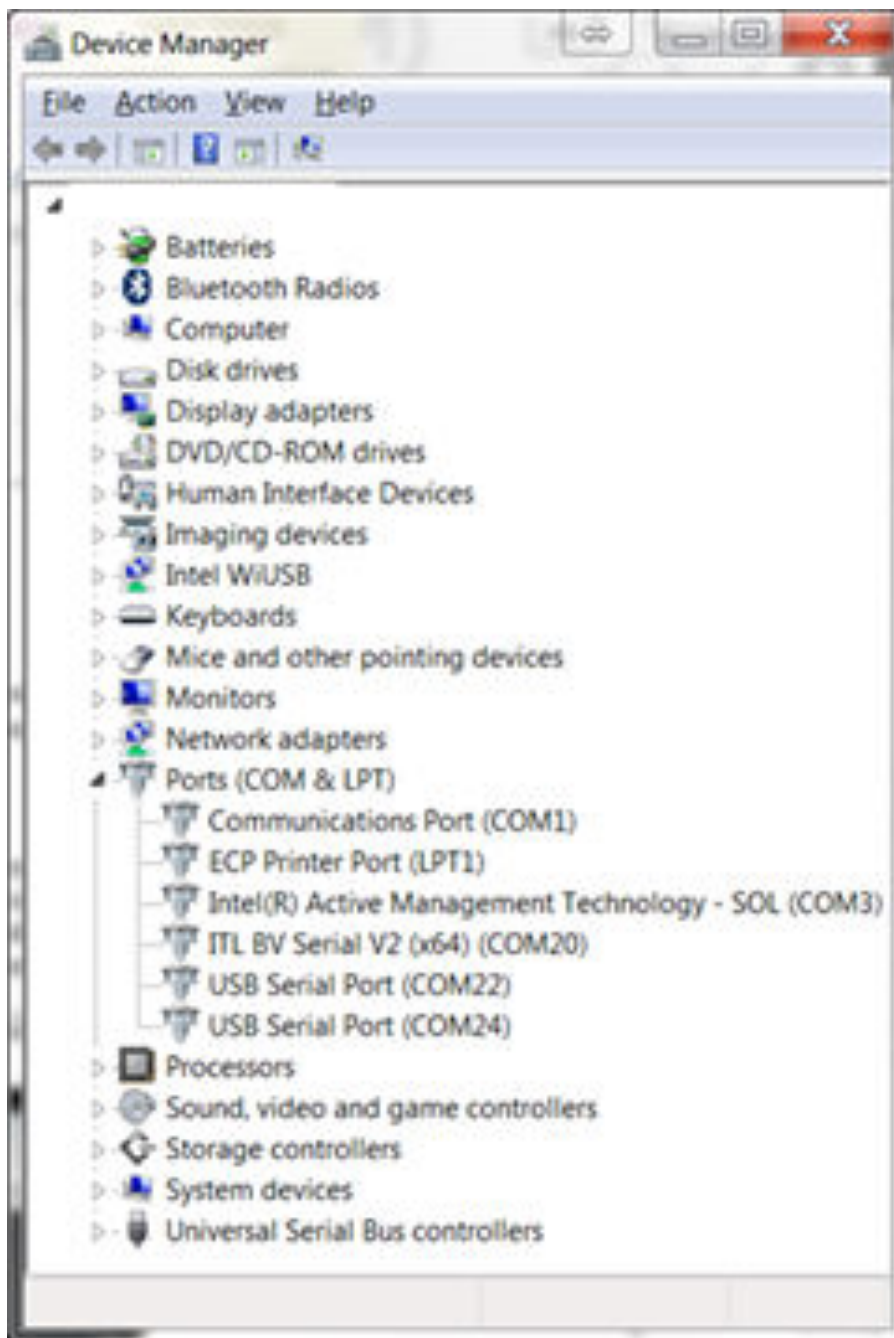 Device Manager
File Action View Help
Batteries
Bluetooth Radios
Computer
Disk drives
Display adapters
DVD/CD-ROM drives
Human Interface Devices
Imaging devices
Intel WiUSB
Keyboards
Mice and other pointing devices
Monitors
Network adapters
Ports (COM & LPT)
Communications Port (COM1)
ECP Printer Port (LPT1)
Intel(R) Active Management Technology - SOL (COM3)
ITL BV Serial V2 (x64) (COM20)
USB Serial Port (COM22)
USB Serial Port (COM24)
Processors
Sound, video and game controllers
Storage controllers
System devices
Universal Serial Bus controllers